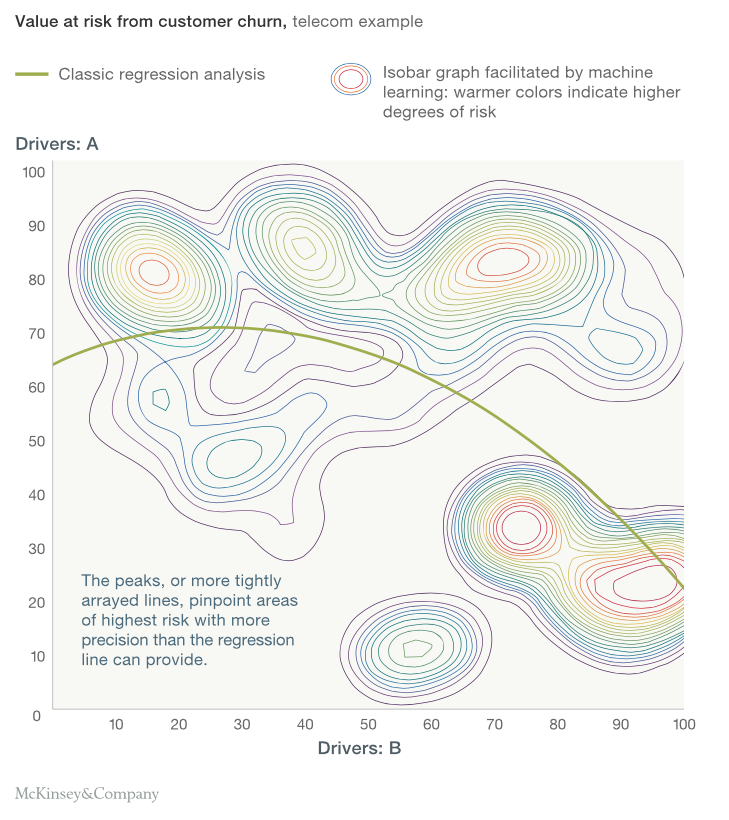 Value at risk from customer churn, telecom example
Classic regression analysis
Isobar graph facilitated by machine
learning: warmer colors indicate higher
degrees of risk
Drivers: A
100
90
80
70
60
50
40
30
20
10
0
The peaks, or more tightly
arrayed lines, pinpoint areas
of highest risk with more
precision than the regression
line can provide.
10 20 30 40 50 60 70 80 90 100
Drivers: B
McKinsey&Company